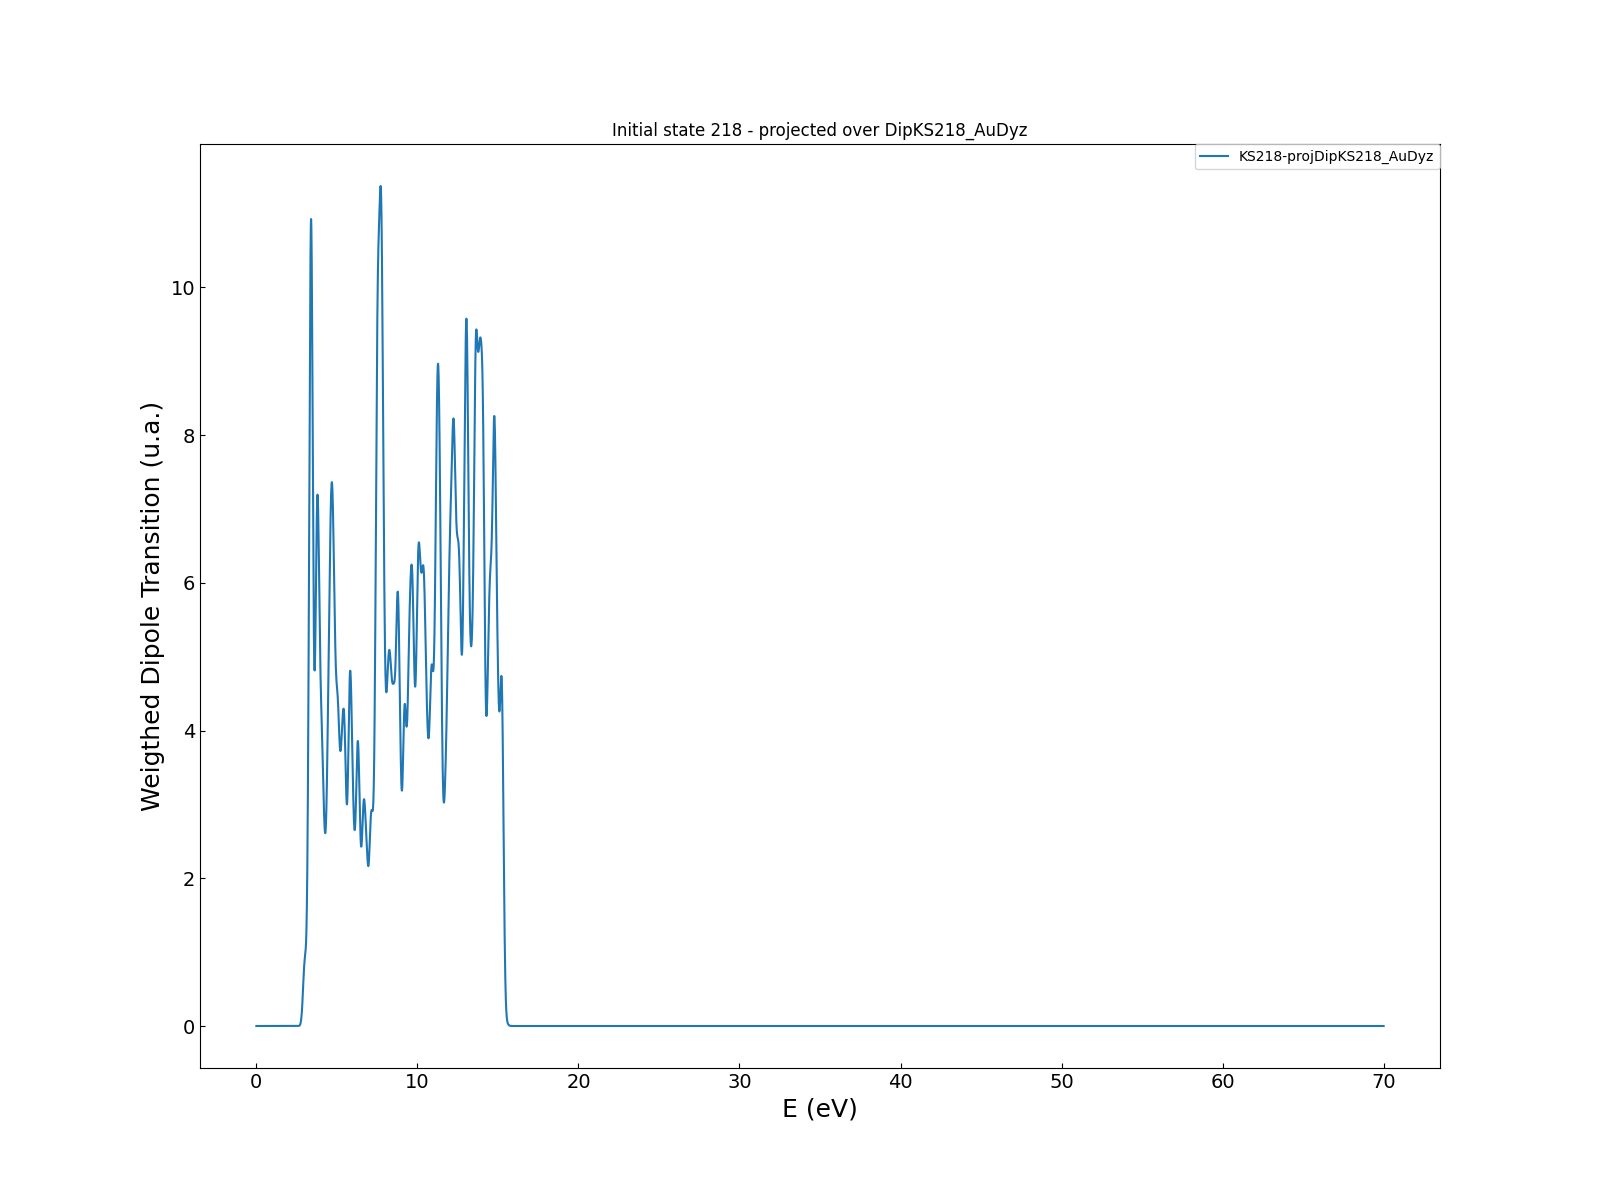 Initial state 218 - projected over DipKS218_AuDyz
KS218-projDipKS218_AuDyz
Weigthed Dipole Transition (u.a.)
10
8
6
4
2
0
0 10 20 30 40 50 60 70
E (eV)